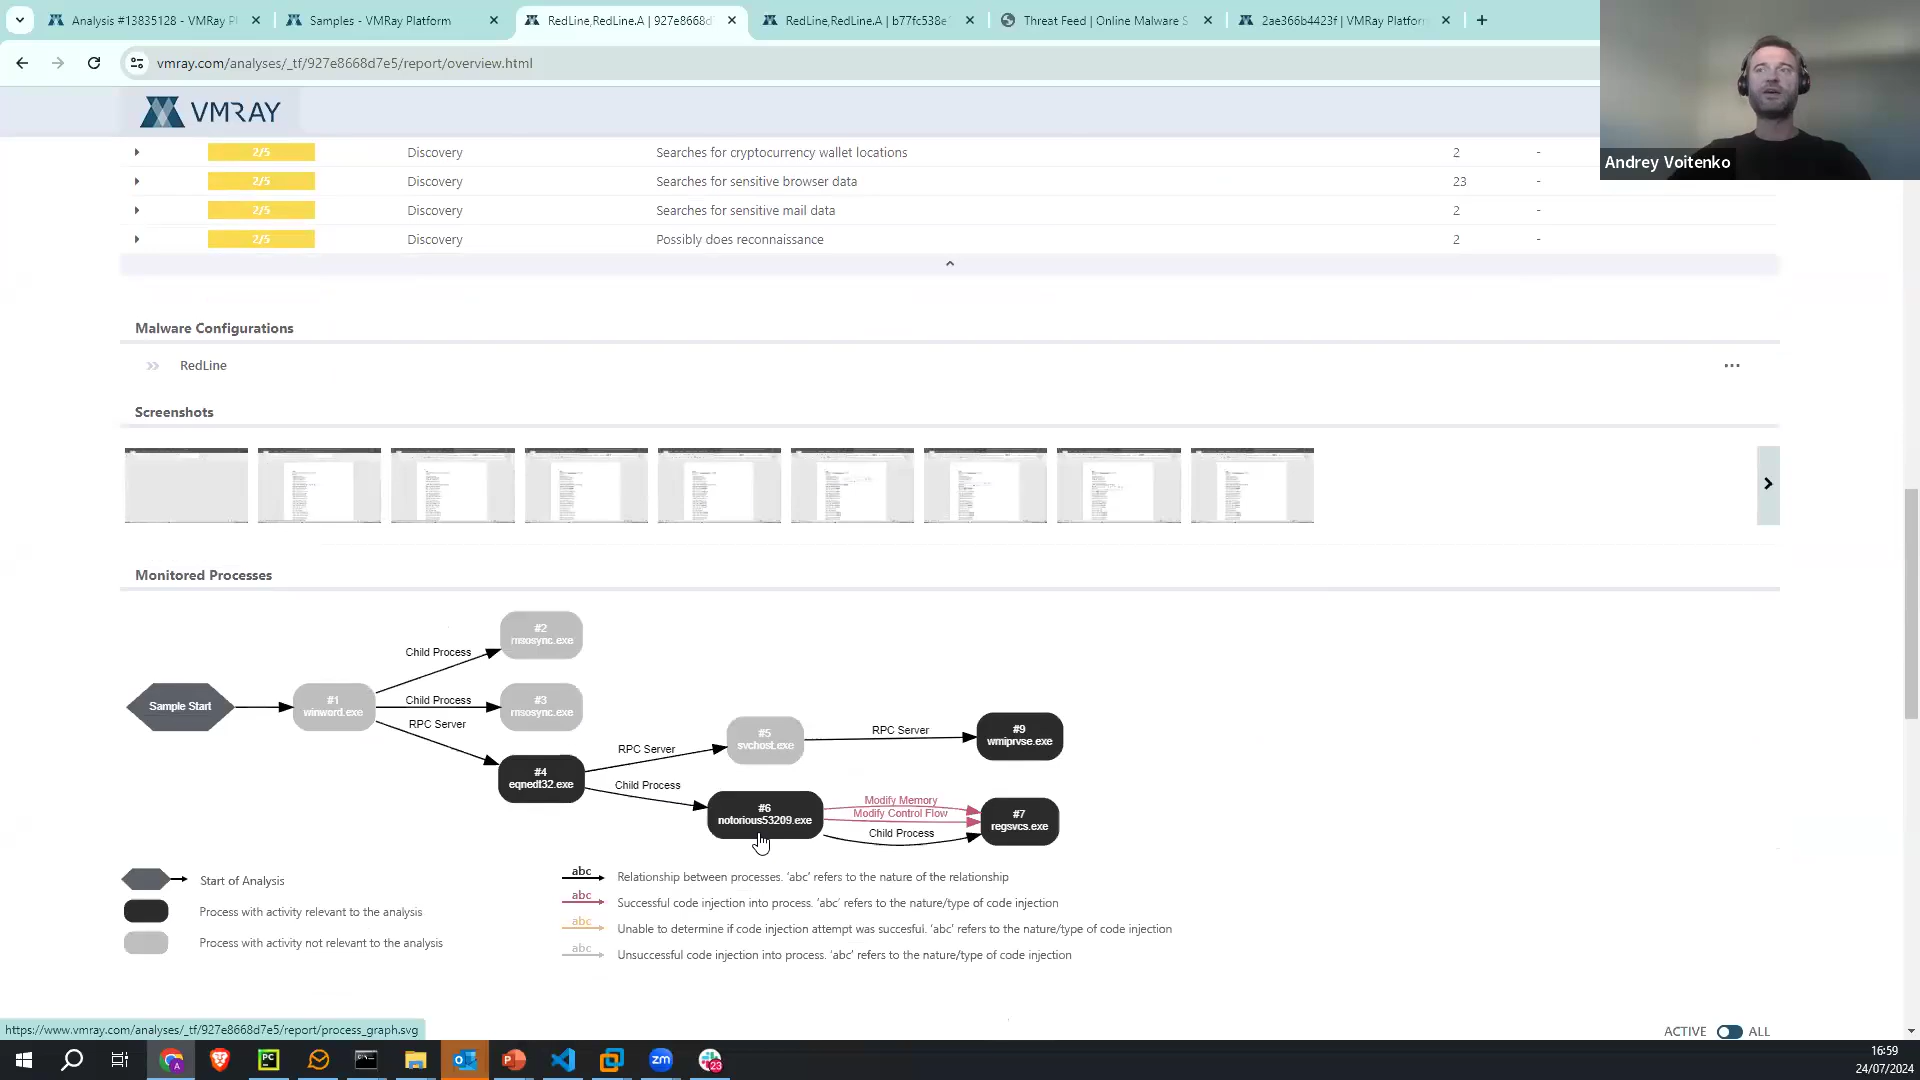 Analysis #13835128 - VMRay Pl
Samples - VMRay Platform
RedLine,RedLine.A | 927e8668d7
RedLine,RedLine.A | b77fc538e
Threat Feed | Online Malware S
2ae366b4423f | VMRay Platform
vmray.com/analyses/_tf/927e8668d7e5/report/overview.html
VMRAY
Andrey Voitenko
2/5 Discovery Searches for cryptocurrency wallet locations 2 -
2/5 Discovery Searches for sensitive browser data 23 -
2/5 Discovery Searches for sensitive mail data 2 -
2/5 Discovery Possibly does reconnaissance 2 -
Malware Configurations
RedLine
Screenshots
Monitored Processes
#2
msosync.exe
Child Process
Sample Start
#1
winword.exe
Child Process
#3
msosync.exe
RPC Server
#4
eqnedt32.exe
RPC Server
#5
svchost.exe
RPC Server
#9
wmiprvse.exe
Child Process
#6
notorious53209.exe
Modify Memory
Modify Control Flow
Child Process
#7
regsvcs.exe
Start of Analysis
Process with activity relevant to the analysis
Process with activity not relevant to the analysis
abc Relationship between processes. 'abc' refers to the nature of the relationship
abc Successful code injection into process. 'abc' refers to the nature/type of code injection
abc Unable to determine if code injection attempt was succesful. 'abc' refers to the nature/type of code injection
abc Unsuccessful code injection into process. 'abc' refers to the nature/type of code injection
https://www.vmray.com/analyses/_tf/927e8668d7e5/report/process_graph.svg
ACTIVE ALL
A
PC
zm
23
16:59
24/07/2024